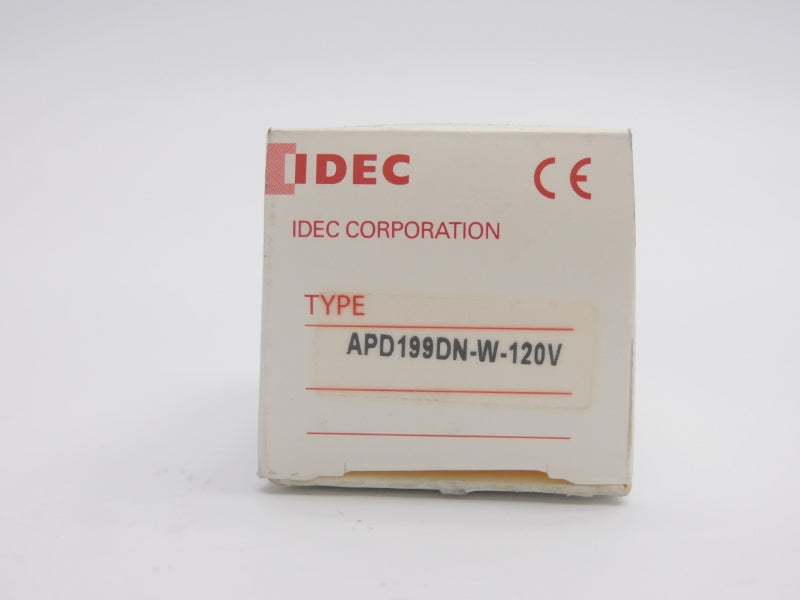 IDEC
CE
IDEC CORPORATION
TYPE
APD199DN-W-120V